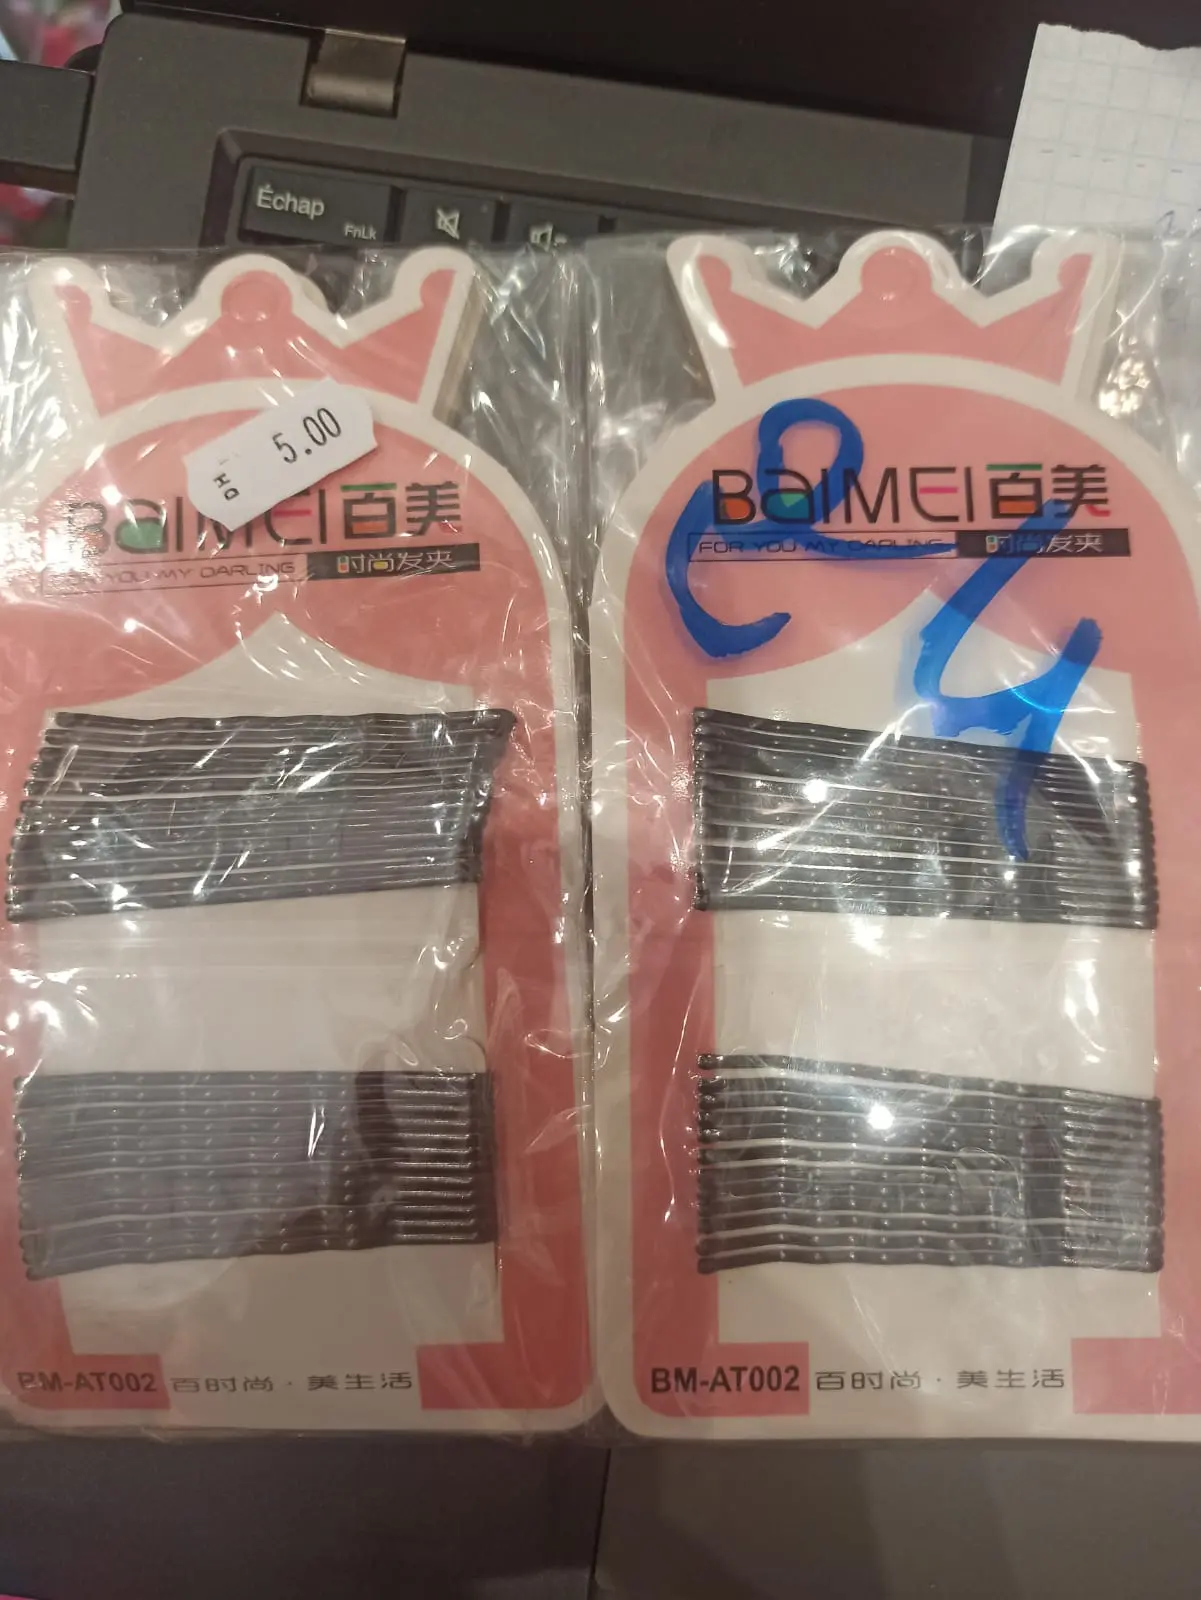 Échap
FnLk
5.00
DH
BaIMEI百美
YOU MY DARLING 时尚发夹
BM-AT002 百时尚·美生活
BaIMEI百美
FOR YOU MY DARLING 时尚发夹
BM-AT002 百时尚·美生活